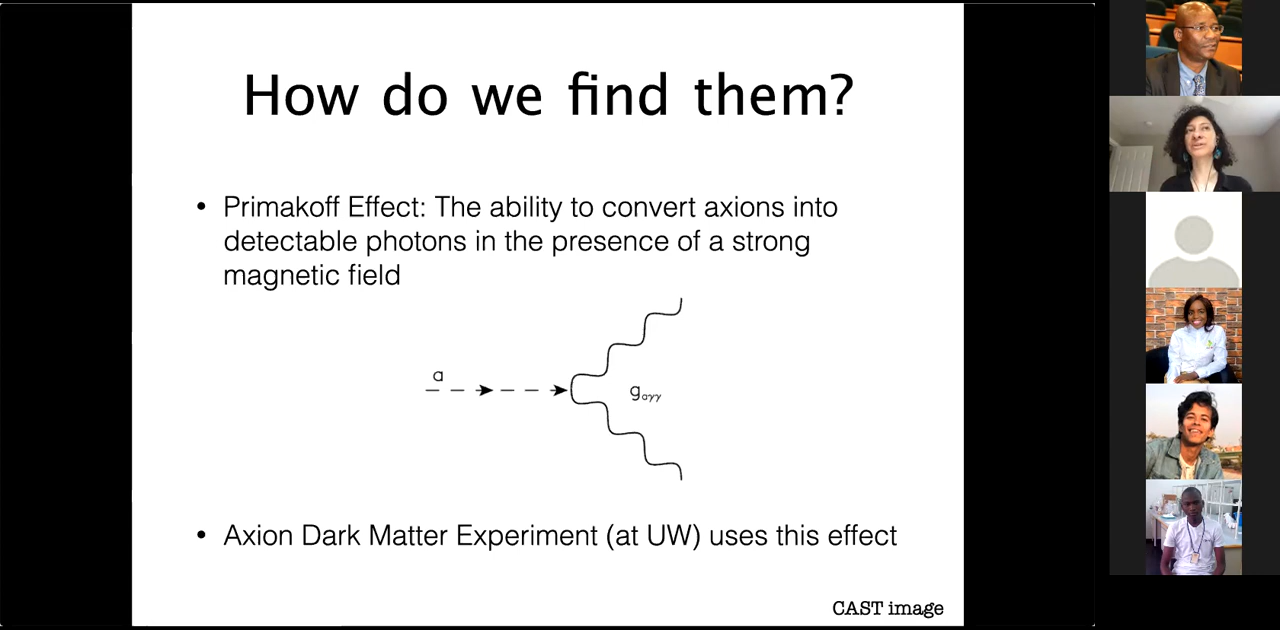 How do we find them?
• Primakoff Effect: The ability to convert axions into
detectable photons in the presence of a strong
magnetic field
a
gaγγ
• Axion Dark Matter Experiment (at UW) uses this effect
CAST image